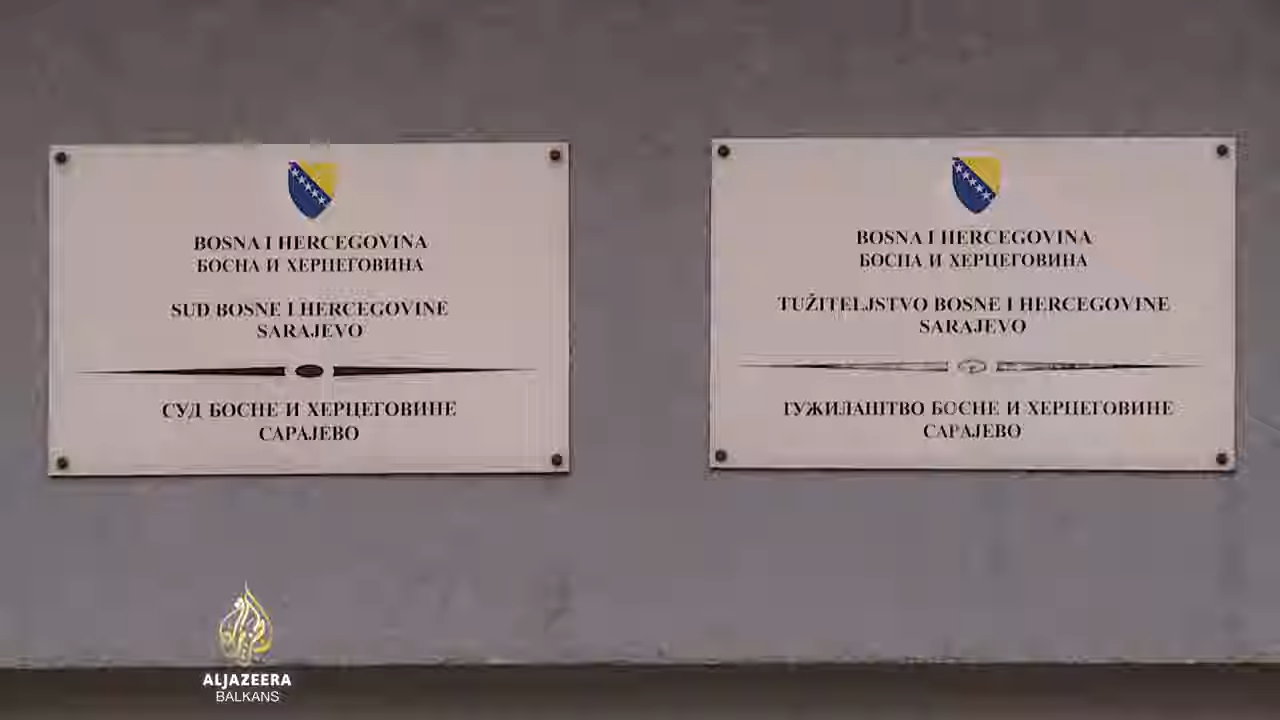 BOSNA I HERCEGOVINA
БОСНА И ХЕРЦЕГОВИНА
SUD BOSNE I HERCEGOVINE
SARAJEVO
СУД БОСНЕ И ХЕРЦЕГОВИНЕ
САРАЈЕВО
BOSNA I HERCEGOVINA
БОСНА И ХЕРЦЕГОВИНА
TUŽITELJSTVO BOSNE I HERCEGOVINE
SARAJEVO
ТУЖИЛАШТВО БОСНЕ И ХЕРЦЕГОВИНЕ
САРАЈЕВО
ALJAZEERA
BALKANS